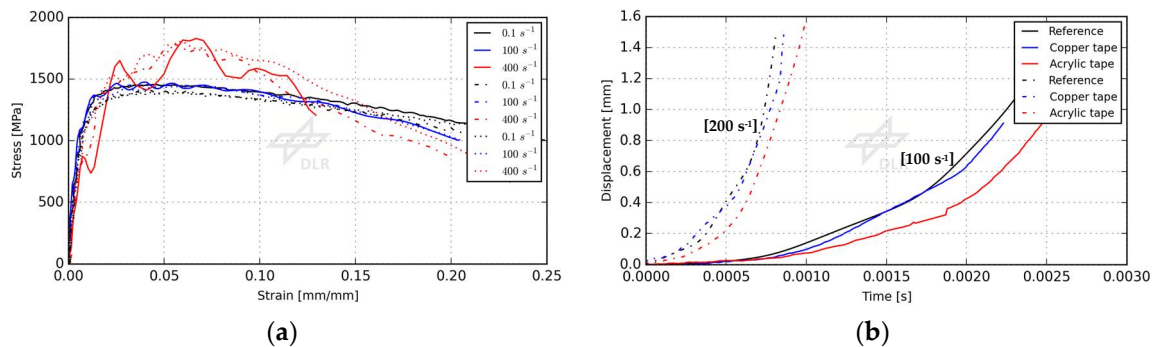 2000
1500
1000
500
0
Stress [MPa]
0.00
0.05
0.10
0.15
0.20
0.25
Strain [mm/mm]
0.1 s⁻¹
100 s⁻¹
400 s⁻¹
0.1 s⁻¹
100 s⁻¹
400 s⁻¹
0.1 s⁻¹
100 s⁻¹
400 s⁻¹
DLR
(a)
1.6
1.4
1.2
1.0
0.8
0.6
0.4
0.2
0.0
Displacement [mm]
0.0000
0.0005
0.0010
0.0015
0.0020
0.0025
0.0030
Time [s]
Reference
Copper tape
Acrylic tape
Reference
Copper tape
Acrylic tape
[200 s⁻¹]
[100 s⁻¹]
DLR
(b)